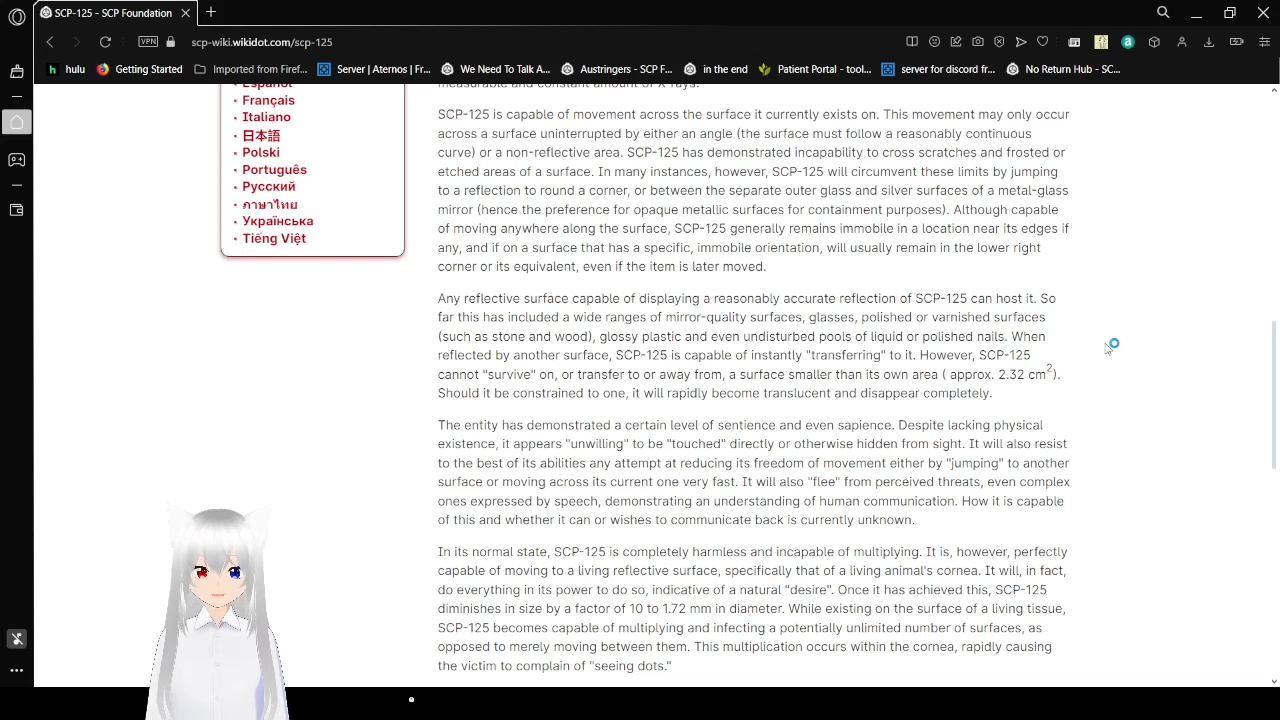 SCP-125 - SCP Foundation
VPN
scp-wiki.wikidot.com/scp-125
hulu
Getting Started
Imported from Firef...
Server | Aternos | Fr...
We Need To Talk A...
Austringers - SCP F...
in the end
Patient Portal - tool...
server for discord fr...
No Return Hub - SC...
Español
Français
Italiano
日本語
Polski
Português
Русский
ภาษาไทย
Українська
Tiếng Việt
measurable and constant amount of X-rays.
SCP-125 is capable of movement across the surface it currently exists on. This movement may only occur
across a surface uninterrupted by either an angle (the surface must follow a reasonably continuous
curve) or a non-reflective area. SCP-125 has demonstrated incapability to cross scratches and frosted or
etched areas of a surface. In many instances, however, SCP-125 will circumvent these limits by jumping
to a reflection to round a corner, or between the separate outer glass and silver surfaces of a metal-glass
mirror (hence the preference for opaque metallic surfaces for containment purposes). Although capable
of moving anywhere along the surface, SCP-125 generally remains immobile in a location near its edges if
any, and if on a surface that has a specific, immobile orientation, will usually remain in the lower right
corner or its equivalent, even if the item is later moved.
Any reflective surface capable of displaying a reasonably accurate reflection of SCP-125 can host it. So
far this has included a wide ranges of mirror-quality surfaces, glasses, polished or varnished surfaces
(such as stone and wood), glossy plastic and even undisturbed pools of liquid or polished nails. When
reflected by another surface, SCP-125 is capable of instantly "transferring" to it. However, SCP-125
cannot "survive" on, or transfer to or away from, a surface smaller than its own area ( approx. 2.32 cm2).
Should it be constrained to one, it will rapidly become translucent and disappear completely.
The entity has demonstrated a certain level of sentience and even sapience. Despite lacking physical
existence, it appears "unwilling" to be "touched" directly or otherwise hidden from sight. It will also resist
to the best of its abilities any attempt at reducing its freedom of movement either by "jumping" to another
surface or moving across its current one very fast. It will also "flee" from perceived threats, even complex
ones expressed by speech, demonstrating an understanding of human communication. How it is capable
of this and whether it can or wishes to communicate back is currently unknown.
In its normal state, SCP-125 is completely harmless and incapable of multiplying. It is, however, perfectly
capable of moving to a living reflective surface, specifically that of a living animal's cornea. It will, in fact,
do everything in its power to do so, indicative of a natural "desire". Once it has achieved this, SCP-125
diminishes in size by a factor of 10 to 1.72 mm in diameter. While existing on the surface of a living tissue,
SCP-125 becomes capable of multiplying and infecting a potentially unlimited number of surfaces, as
opposed to merely moving between them. This multiplication occurs within the cornea, rapidly causing
the victim to complain of "seeing dots."